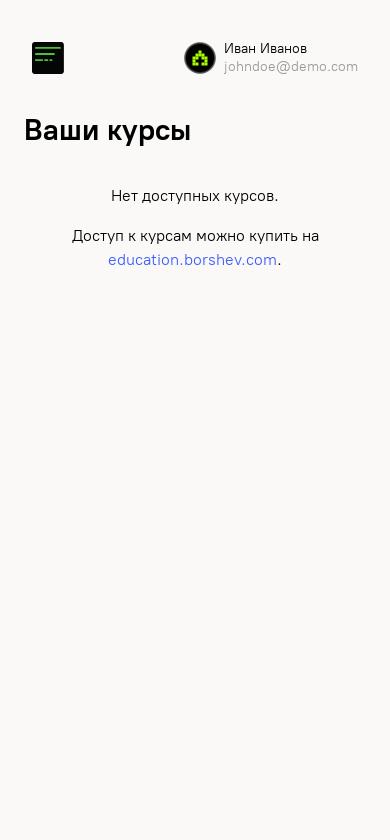 Иван Иванов
johndoe@demo.com
Ваши курсы
Нет доступных курсов.
Доступ к курсам можно купить на
education.borshev.com.